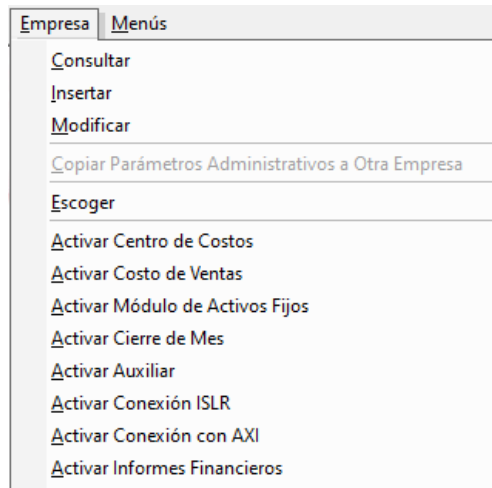 Empresa Menús
Consultar
Insertar
Modificar
Copiar Parámetros Administrativos a Otra Empresa
Escoger
Activar Centro de Costos
Activar Costo de Ventas
Activar Módulo de Activos Fijos
Activar Cierre de Mes
Activar Auxiliar
Activar Conexión ISLR
Activar Conexión con AXI
Activar Informes Financieros